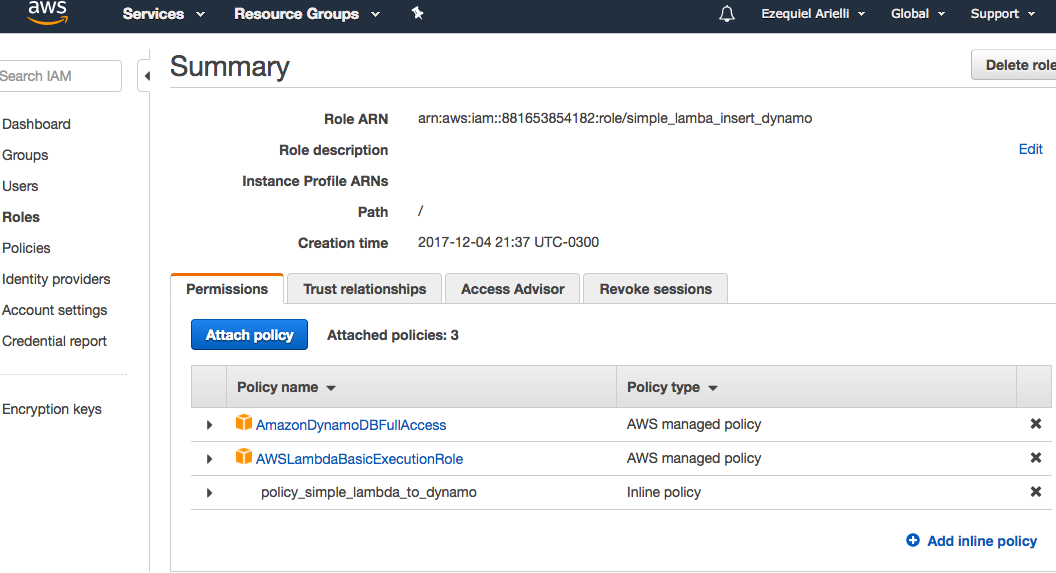 aws Services Resource Groups Ezequiel Arielli Global Support
Search IAM
Summary
Delete role
Dashboard
Groups
Users
Roles
Policies
Identity providers
Account settings
Credential report
Encryption keys
Role ARN arn:aws:iam::881653854182:role/simple_lamba_insert_dynamo
Role description Edit
Instance Profile ARNs
Path /
Creation time 2017-12-04 21:37 UTC-0300
Permissions Trust relationships Access Advisor Revoke sessions
Attach policy Attached policies: 3
Policy name Policy type
AmazonDynamoDBFullAccess AWS managed policy
AWSLambdaBasicExecutionRole AWS managed policy
policy_simple_lambda_to_dynamo Inline policy
Add inline policy